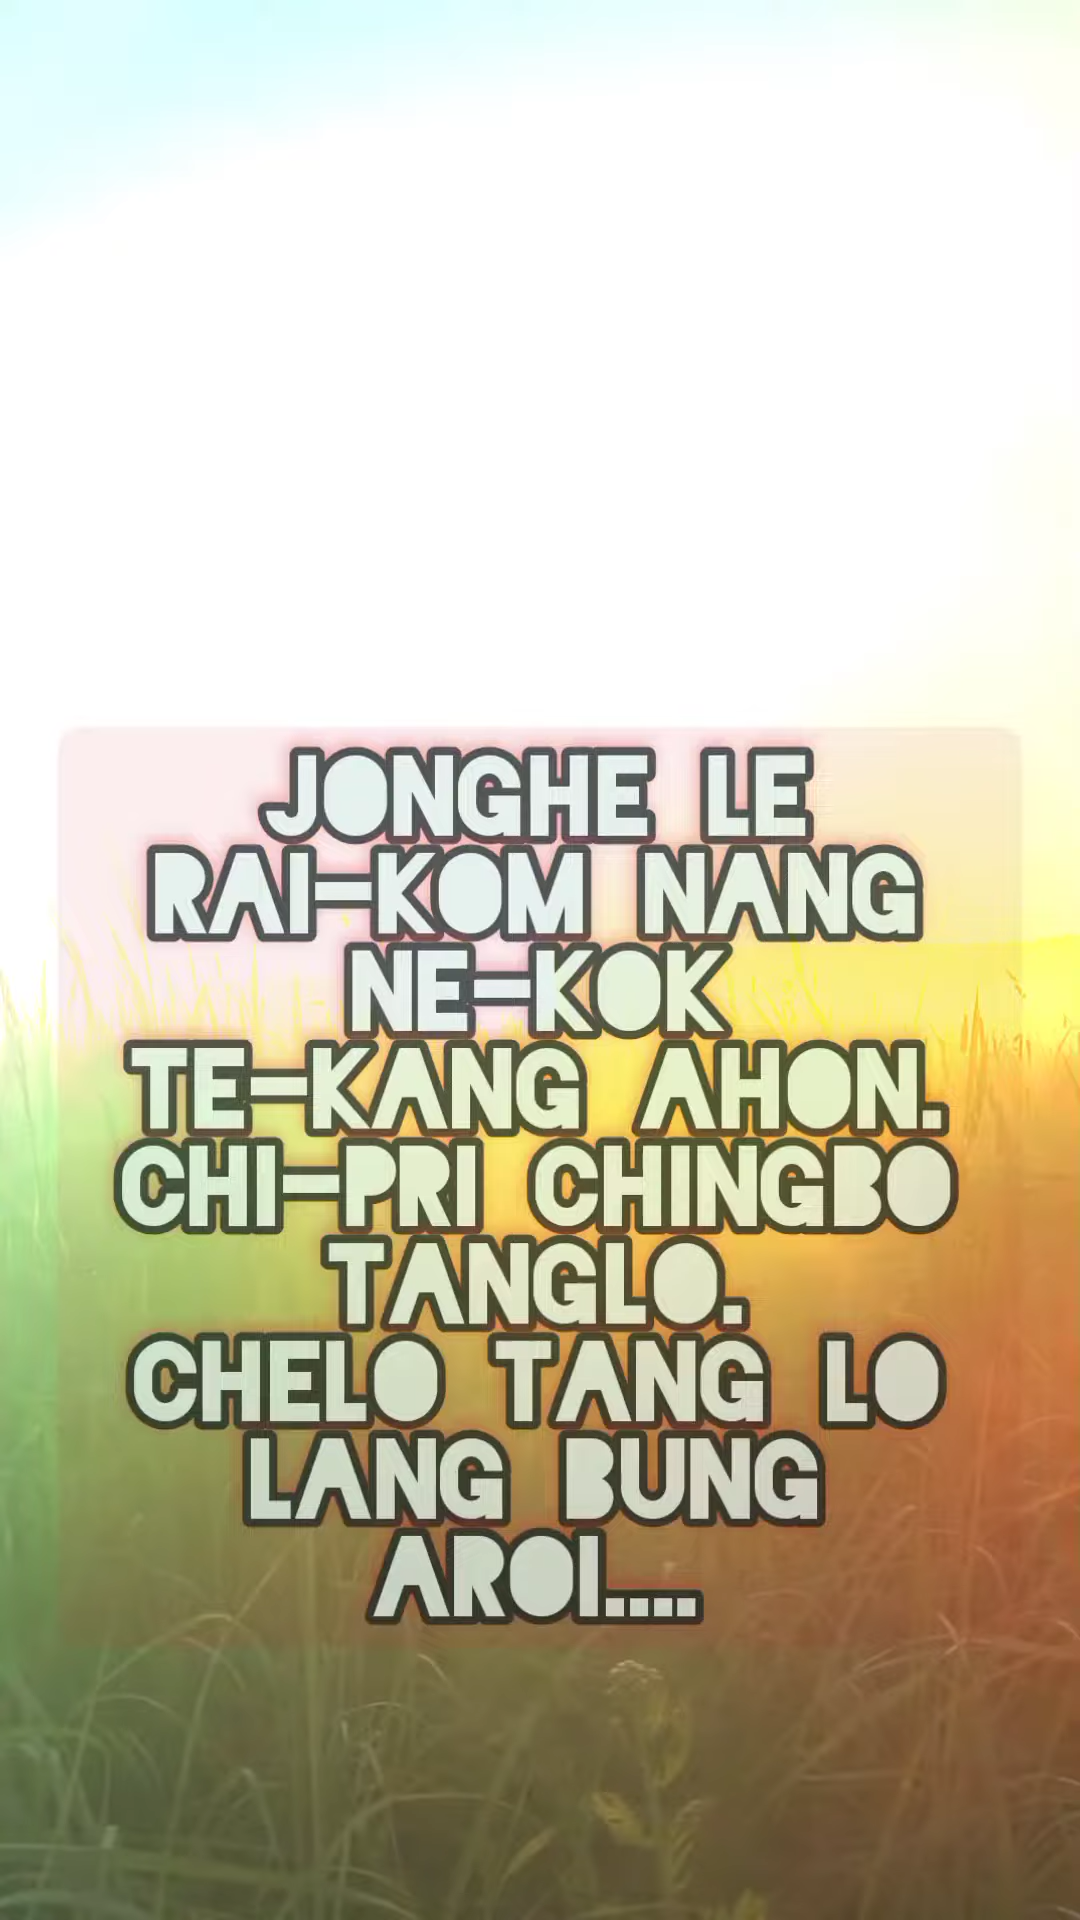 JONGHE LE
RAI-KOM NANG
NE-KOK
TE-KANG AHON.
CHI-PRI CHINGBO
TANGLO.
CHELO TANG LO
LANG BUNG
AROI....